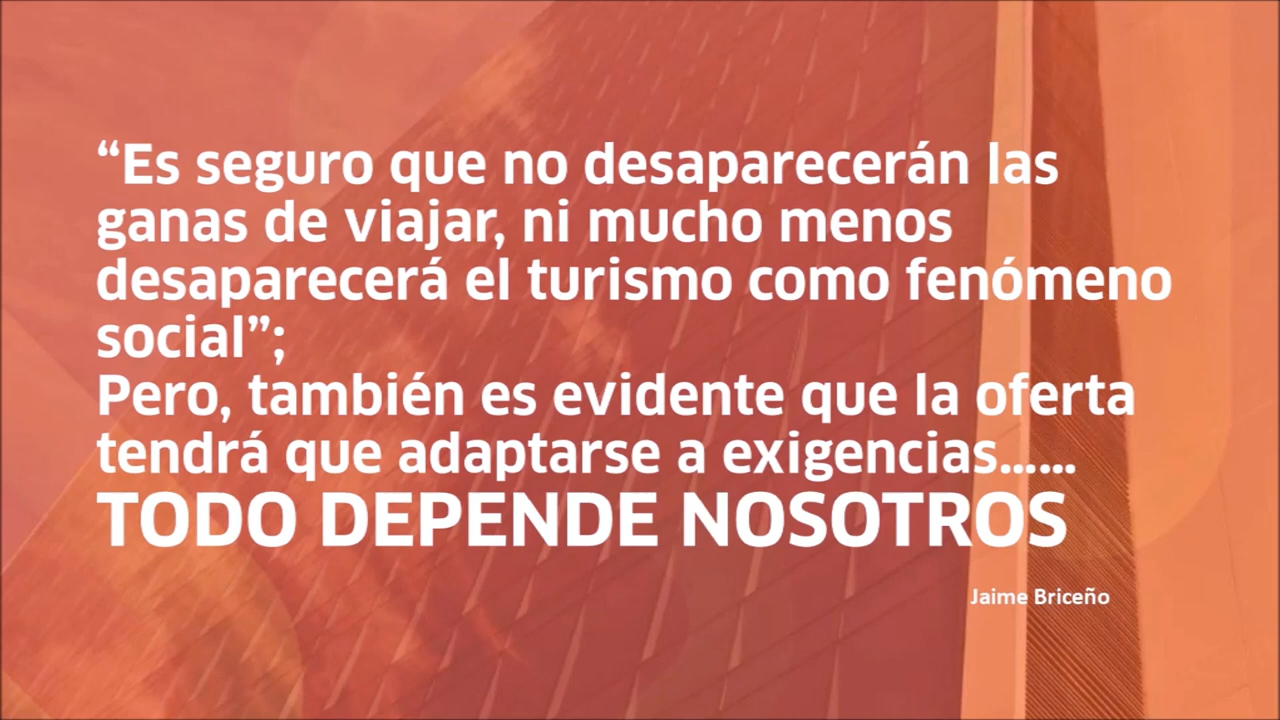 “Es seguro que no desaparecerán las
ganas de viajar, ni mucho menos
desaparecerá el turismo como fenómeno
social”;
Pero, también es evidente que la oferta
tendrá que adaptarse a exigencias……
TODO DEPENDE NOSOTROS
Jaime Briceño